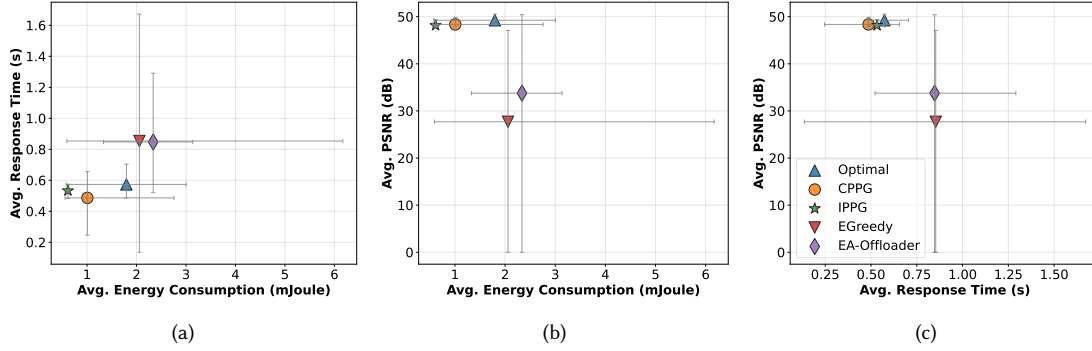 1.6
1.4
1.2
1.0
0.8
0.6
0.4
0.2
Avg. Response Time (s)
1 2 3 4 5 6
Avg. Energy Consumption (mJoule)
(a)
50
40
30
20
10
0
Avg. PSNR (dB)
1 2 3 4 5 6
Avg. Energy Consumption (mJoule)
(b)
50
40
30
20
10
0
Avg. PSNR (dB)
Optimal
CPPG
IPPG
EGreedy
EA-Offloader
0.25 0.50 0.75 1.00 1.25 1.50
Avg. Response Time (s)
(c)